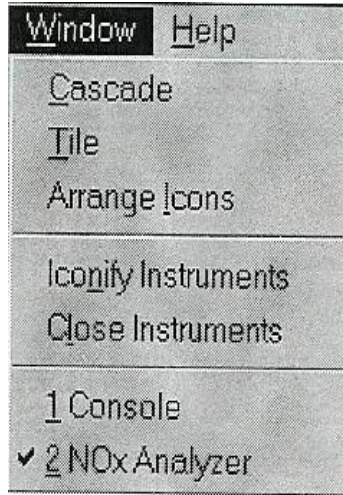 Window Help
Cascade
Tile
Arrange Icons
Iconify Instruments
Close Instruments
1 Console
✔ 2 NOx Analyzer